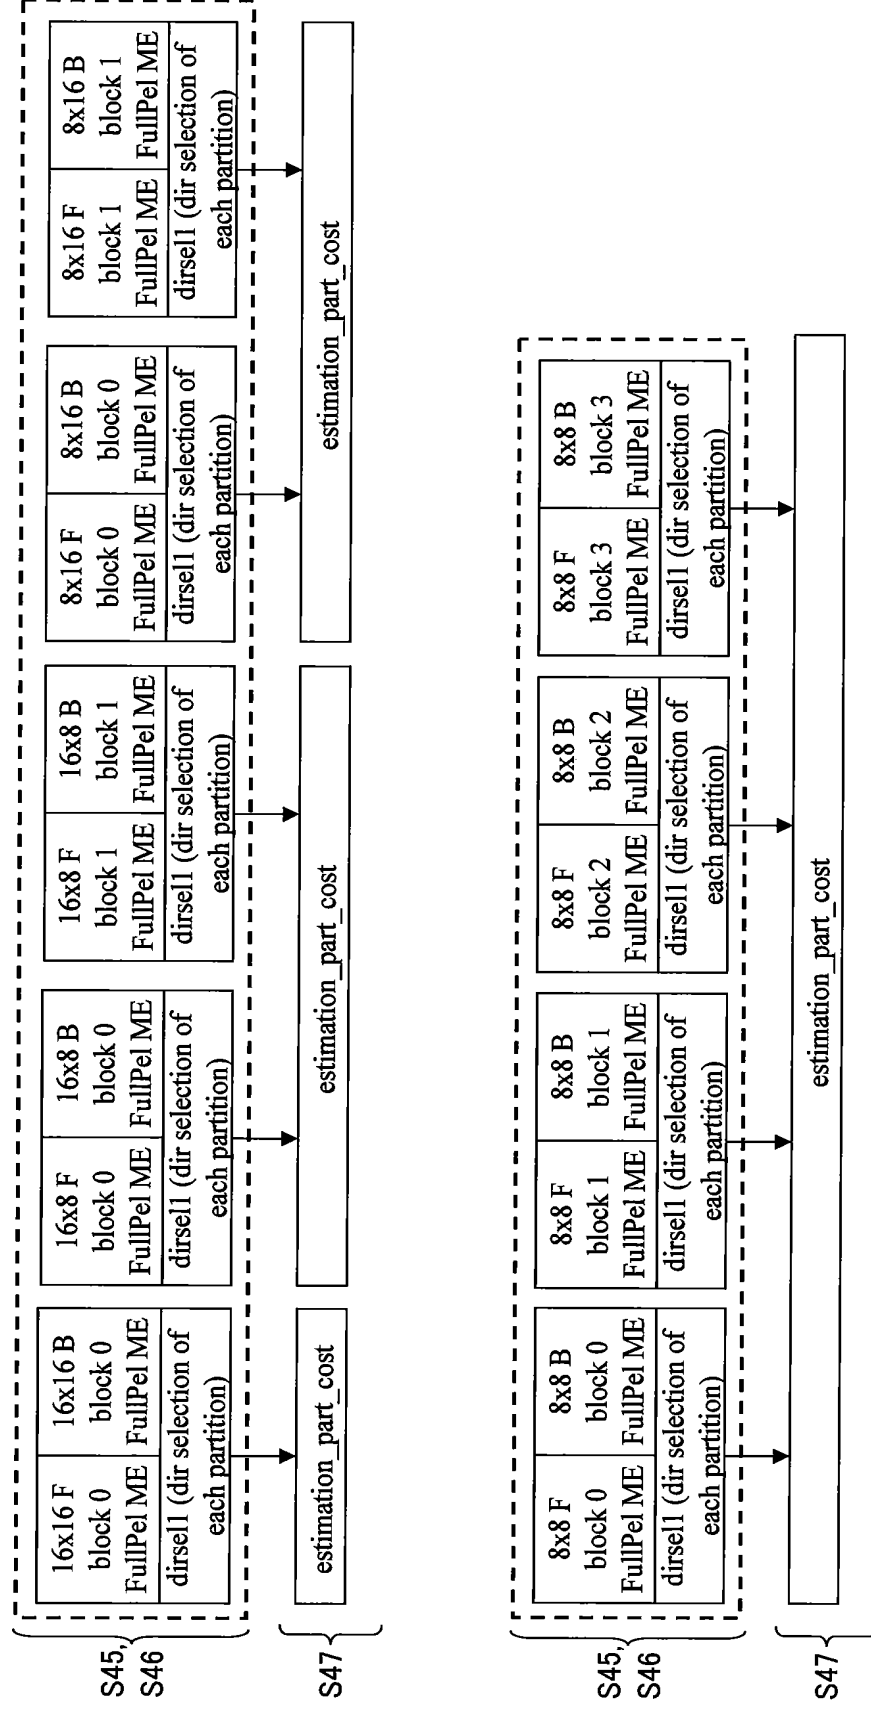 16x16 F
block 0
FullPel ME
16x16 B
block 0
FullPel ME
dirsel1 (dir selection of
each partition)
16x8 F
block 0
FullPel ME
16x8 B
block 0
FullPel ME
dirsel1 (dir selection of
each partition)
16x8 F
block 1
FullPel ME
16x8 B
block 1
FullPel ME
dirsel1 (dir selection of
each partition)
8x16 F
block 0
FullPel ME
8x16 B
block 0
FullPel ME
dirsel1 (dir selection of
each partition)
8x16 F
block 1
FullPel ME
8x16 B
block 1
FullPel ME
dirsel1 (dir selection of
each partition)
S45,
S46
estimation_part_cost
estimation_part_cost
estimation_part_cost
S47
8x8 F
block 0
FullPel ME
8x8 B
block 0
FullPel ME
dirsel1 (dir selection of
each partition)
8x8 F
block 1
FullPel ME
8x8 B
block 1
FullPel ME
dirsel1 (dir selection of
each partition)
8x8 F
block 2
FullPel ME
8x8 B
block 2
FullPel ME
dirsel1 (dir selection of
each partition)
8x8 F
block 3
FullPel ME
8x8 B
block 3
FullPel ME
dirsel1 (dir selection of
each partition)
S45,
S46
estimation_part_cost
S47